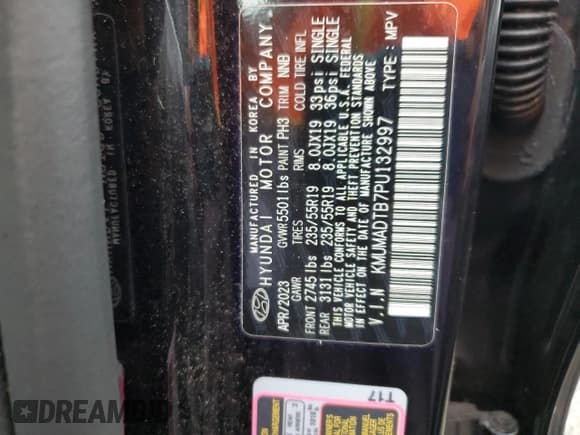 MANUFACTURED IN KOREA BY
HYUNDAI MOTOR COMPANY
APR/2023 GVWR 5501 lbs PAINT PH3 TRIM NNB
GAWR TIRES RIMS COLD TIRE INFL
FRONT 2745 lbs 235/55R19 8.0JX19 33psi SINGLE
REAR 3131 lbs 235/55R19 8.0JX19 36psi SINGLE
THIS VEHICLE CONFORMS TO ALL APPLICABLE U.S.A. FEDERAL
MOTOR VEHICLE SAFETY AND THEFT PREVENTION STANDARDS
IN EFFECT ON THE DATE OF MANUFACTURE SHOWN ABOVE
V.I.N KMUMADTB7PU132997 TYPE: MPV
T17
DREAMBID